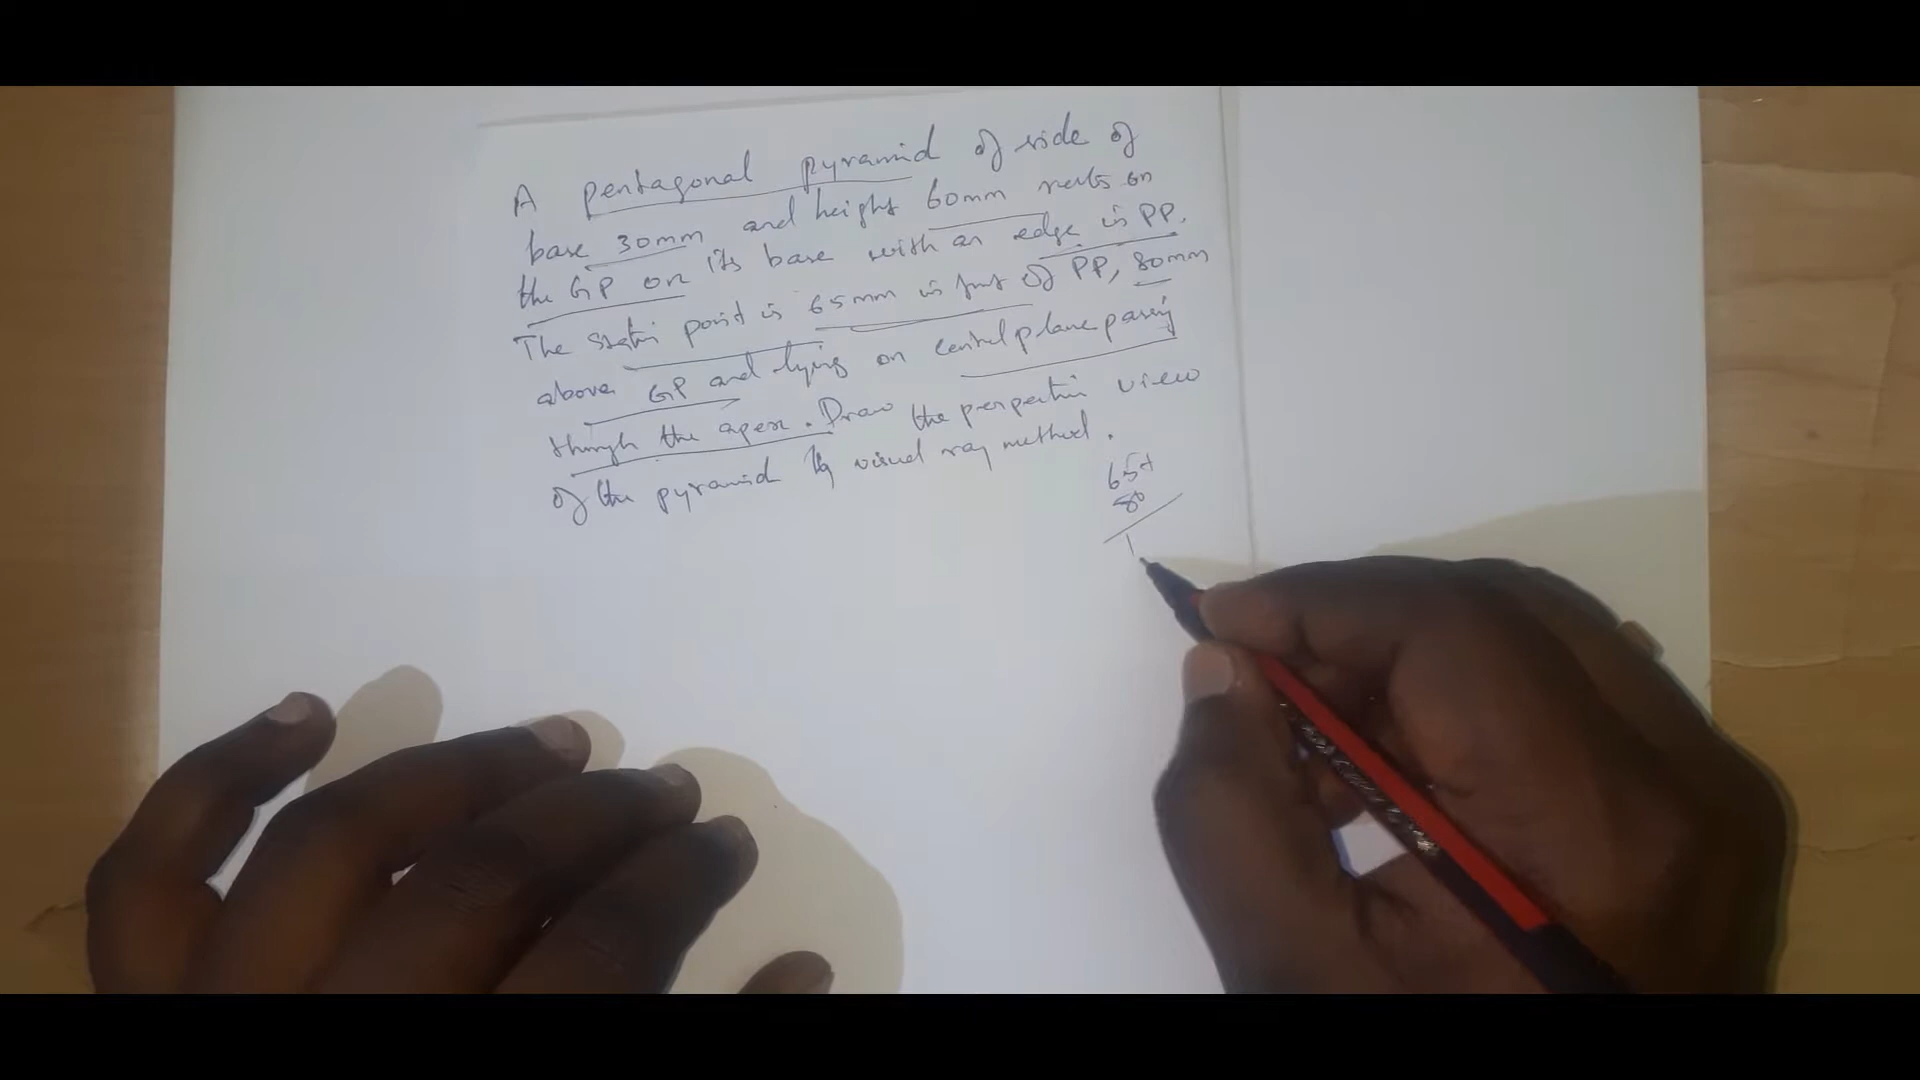 A pentagonal pyramid of side of
base 30mm and height 60mm rests on
the GP on its base with an edge is PP.
The station point is 65mm in front of PP, 80mm
above GP and lying on central plane passing
through the apex. Draw the perspective view
of the pyramid by visual ray method.
65+
80
1